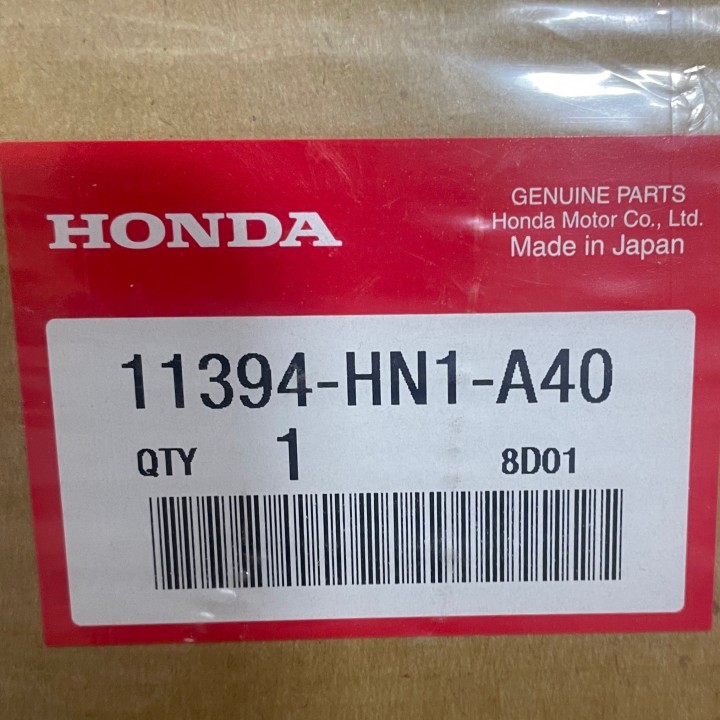 HONDA
GENUINE PARTS
Honda Motor Co., Ltd.
Made in Japan
11394-HN1-A40
QTY 1 8D01